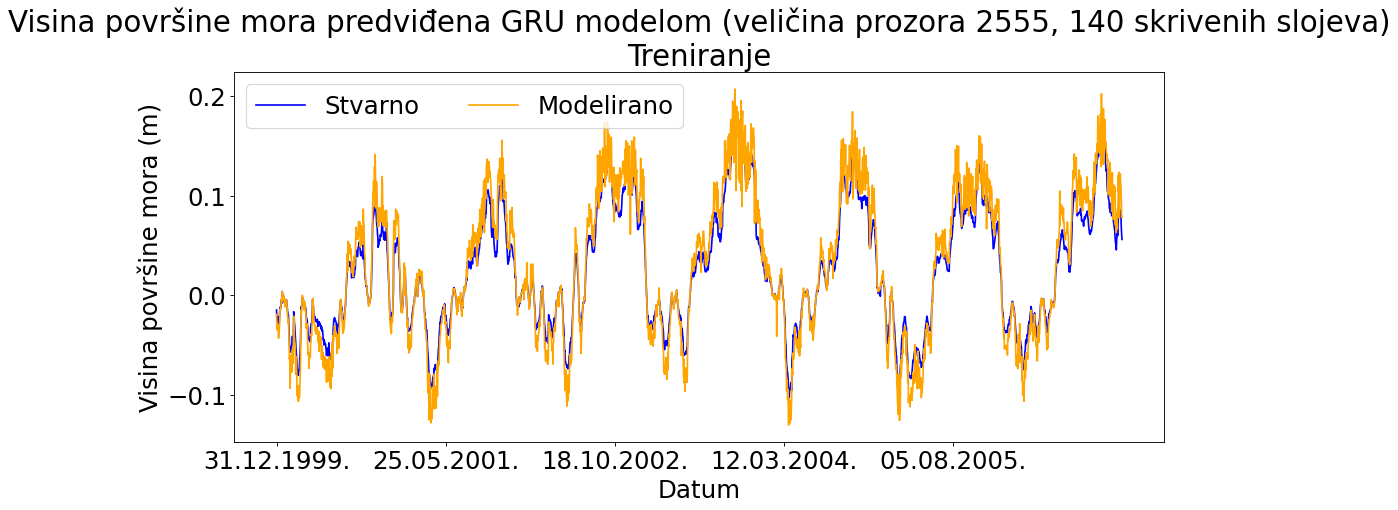 Visina površine mora predviđena GRU modelom (veličina prozora 2555, 140 skrivenih slojeva)
Treniranje
Stvarno Modelirano
Visina površine mora (m)
0.2
0.1
0.0
−0.1
31.12.1999. 25.05.2001. 18.10.2002. 12.03.2004. 05.08.2005.
Datum